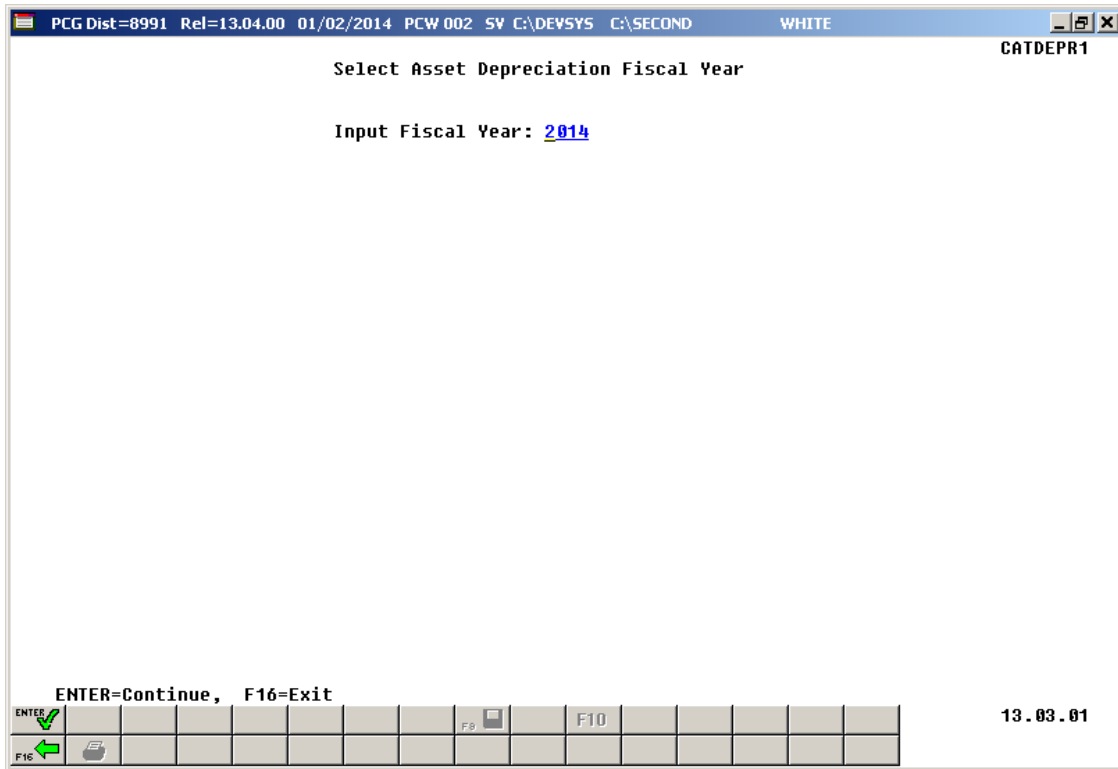 PCG Dist=8991 Rel=13.04.00 01/02/2014 PCW 002 SV C:\DEVSYS C:\SECOND WHITE
CATDEPR1
Select Asset Depreciation Fiscal Year
Input Fiscal Year: 2014
ENTER=Continue, F16=Exit
ENTER F9 F10 13.03.01
F16